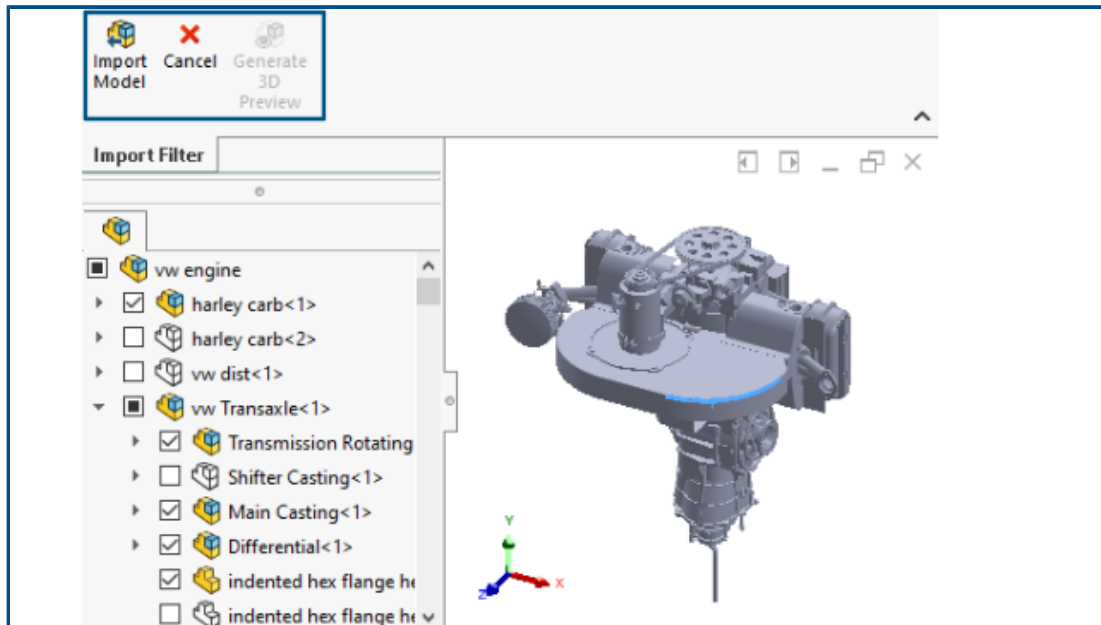 Import Cancel Generate
Model 3D
Preview
Import Filter
vw engine
harley carb<1>
harley carb<2>
vw dist<1>
vw Transaxle<1>
Transmission Rotating
Shifter Casting<1>
Main Casting<1>
Differential<1>
indented hex flange he
indented hex flange he
Y
X
Z